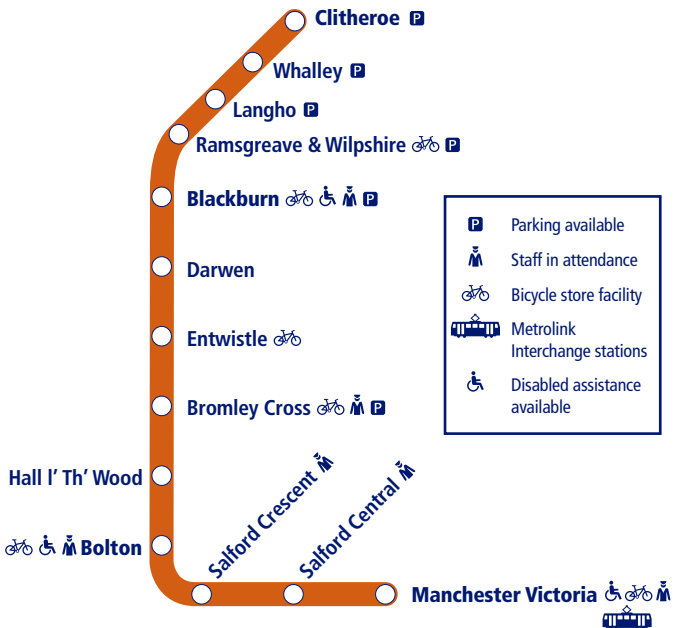 Clitheroe P
Whalley P
Langho P
Ramsgreave & Wilpshire P
Blackburn P
Darwen
Entwistle
Bromley Cross P
Hall I' Th' Wood
Bolton
Salford Crescent
Salford Central
Manchester Victoria
P Parking available
Staff in attendance
Bicycle store facility
Metrolink
Interchange stations
Disabled assistance
available